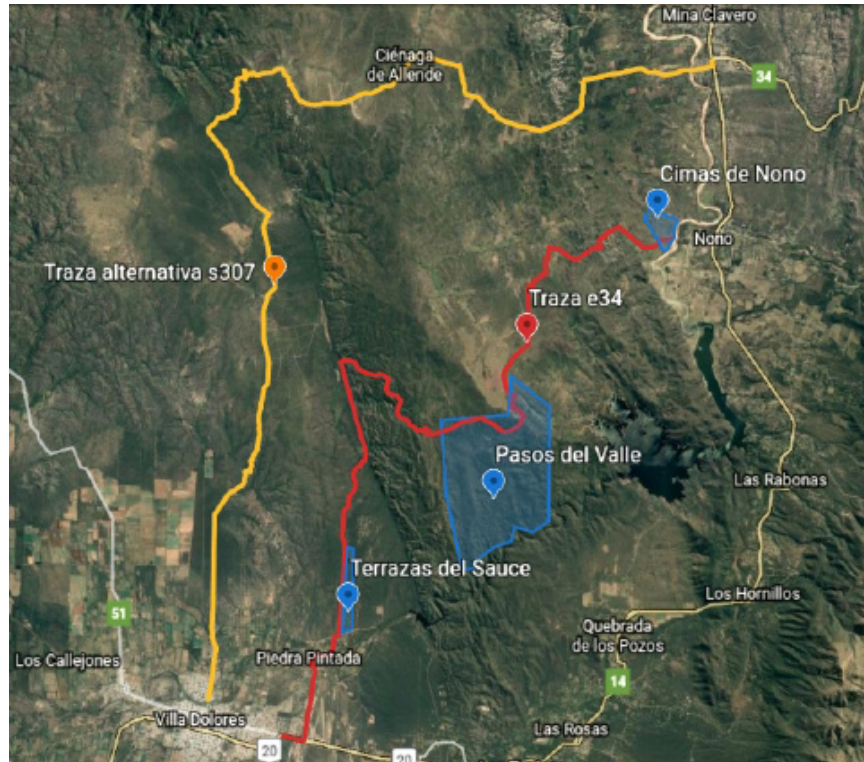 Mina Clavero
Ciénaga
de Allende
34
Cimas de Nono
Nono
Traza alternativa s307
Traza e34
Pasos del Valle
Las Rabonas
Terrazas del Sauce
Los Hornillos
51
Quebrada
de los Pozos
Piedra Pintada
Los Callejones
14
Villa Dolores
Las Rosas
20
20